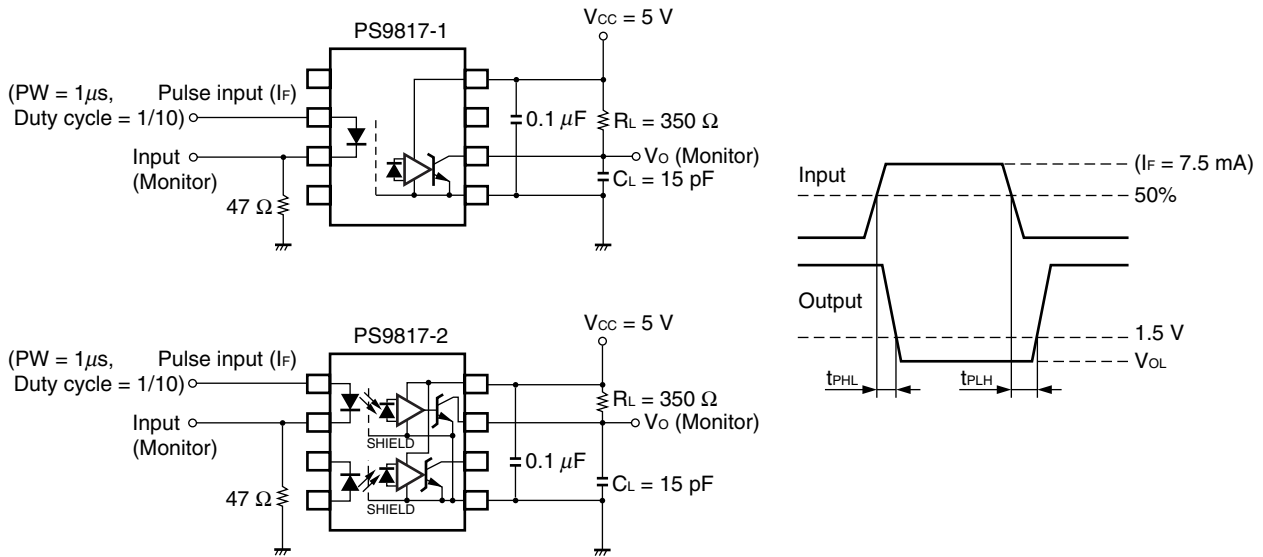 VCC = 5 V
PS9817-1
(PW = 1μs, Pulse input (IF)
Duty cycle = 1/10)
Input
(Monitor)
47 Ω
0.1 μF
RL = 350 Ω
VO (Monitor)
CL = 15 pF
VCC = 5 V
PS9817-2
(PW = 1μs, Pulse input (IF)
Duty cycle = 1/10)
Input
(Monitor)
47 Ω
SHIELD
SHIELD
RL = 350 Ω
VO (Monitor)
0.1 μF
CL = 15 pF
Input
(IF = 7.5 mA)
50%
Output
1.5 V
VOL
tPHL
tPLH